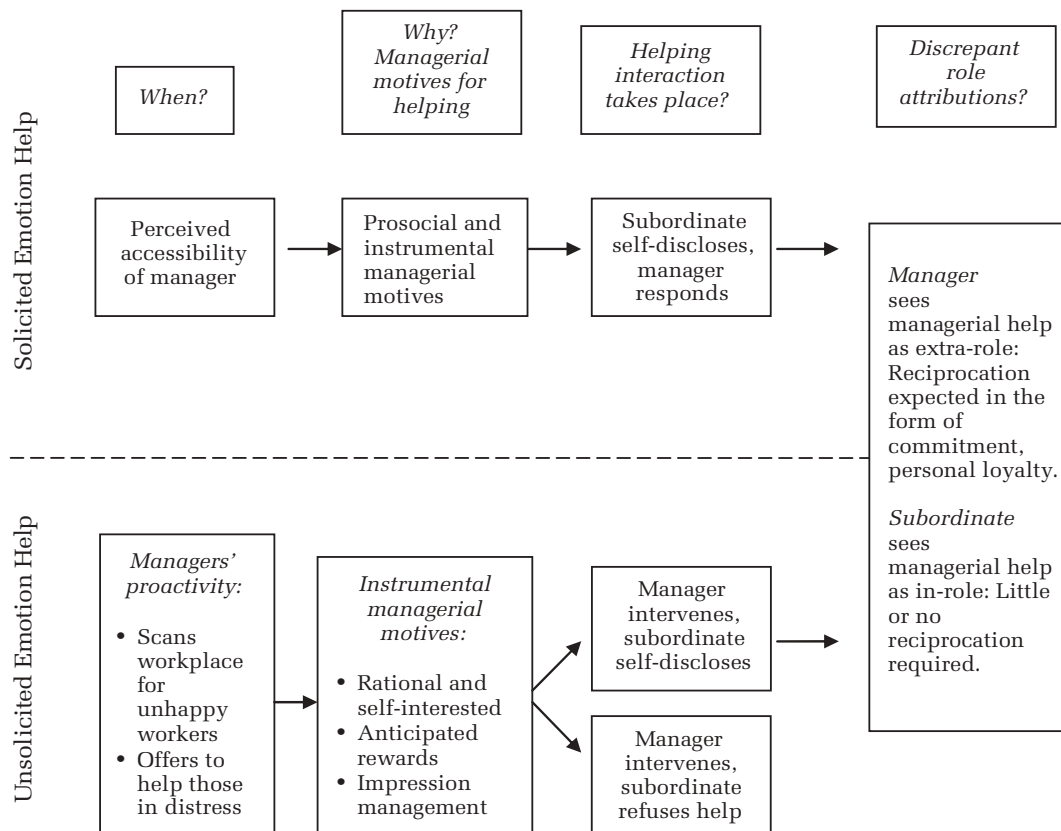 When?
Why?
Managerial
motives for
helping
Helping
interaction
takes place?
Discrepant
role
attributions?
Solicited Emotion Help
Perceived
accessibility
of manager
Prosocial and
instrumental
managerial
motives
Subordinate
self-discloses,
manager
responds
Manager
sees
managerial help
as extra-role:
Reciprocation
expected in the
form of
commitment,
personal loyalty.
Subordinate
sees
managerial help
as in-role: Little
or no
reciprocation
required.
Unsolicited Emotion Help
Managers'
proactivity:
• Scans
workplace
for
unhappy
workers
• Offers to
help those
in distress
Instrumental
managerial
motives:
• Rational and
self-interested
• Anticipated
rewards
• Impression
management
Manager
intervenes,
subordinate
self-discloses
Manager
intervenes,
subordinate
refuses help